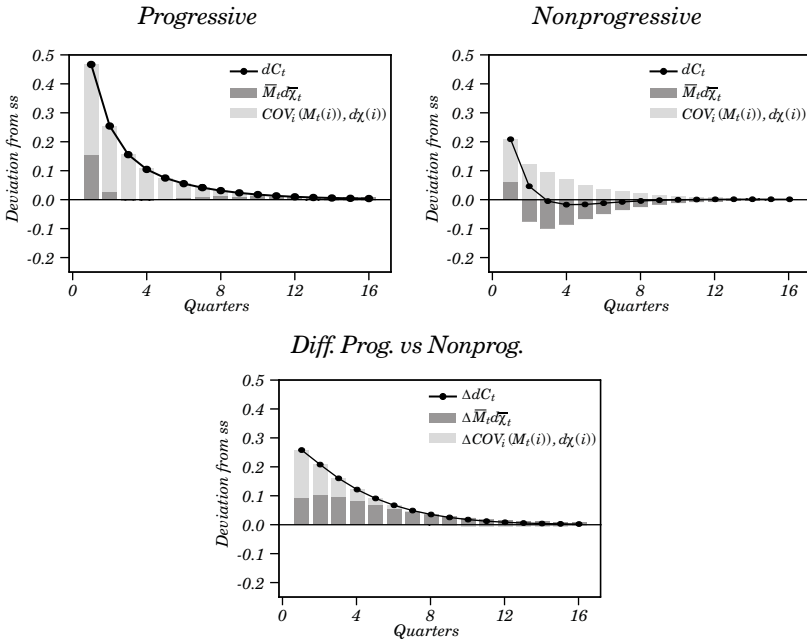 Progressive
Nonprogressive
Deviation from ss
0.5
0.4
0.3
0.2
0.1
0.0
-0.1
-0.2
dC_t
M̅_t dχ̅_t
COV_i(M_t(i)), dχ(i)
0 4 8 12 16
Quarters
Deviation from ss
0.5
0.4
0.3
0.2
0.1
0.0
-0.1
-0.2
dC_t
M̅_t dχ̅_t
COV_i(M_t(i)), dχ(i)
0 4 8 12 16
Quarters
Diff. Prog. vs Nonprog.
Deviation from ss
0.5
0.4
0.3
0.2
0.1
0.0
-0.1
-0.2
ΔdC_t
ΔM̅_t dχ̅_t
ΔCOV_i(M_t(i)), dχ(i)
0 4 8 12 16
Quarters